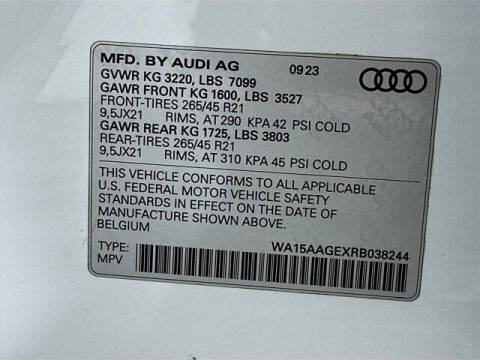 MFD. BY AUDI AG 09 23
GVWR KG 3220, LBS 7099
GAWR FRONT KG 1600, LBS 3527
FRONT-TIRES 265/45 R21
9,5JX21 RIMS, AT 290 KPA 42 PSI COLD
GAWR REAR KG 1725, LBS 3803
REAR-TIRES 265/45 R21
9,5JX21 RIMS, AT 310 KPA 45 PSI COLD
THIS VEHICLE CONFORMS TO ALL APPLICABLE
U.S. FEDERAL MOTOR VEHICLE SAFETY
STANDARDS IN EFFECT ON THE DATE OF
MANUFACTURE SHOWN ABOVE.
BELGIUM
TYPE: WA15AAGEXRB038244
MPV